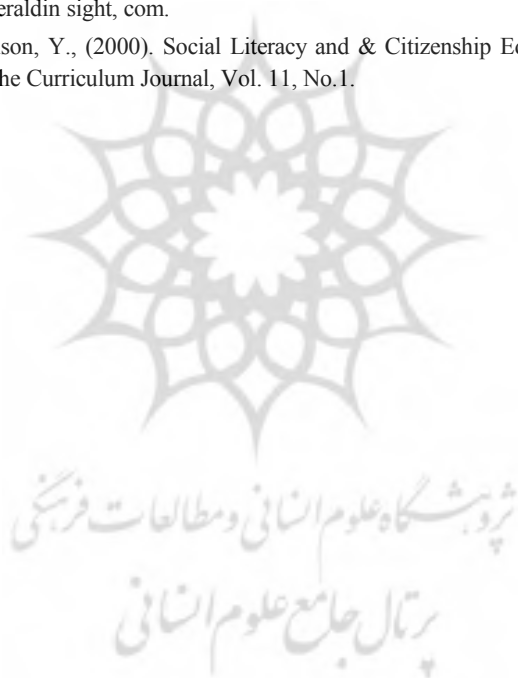 eraldin sight, com.
son, Y., (2000). Social Literacy and & Citizenship Ed
he Curriculum Journal, Vol. 11, No.1.
پژوهشگاه علوم انسانی و مطالعات فرهنگی
پرتال جامع علوم انسانی